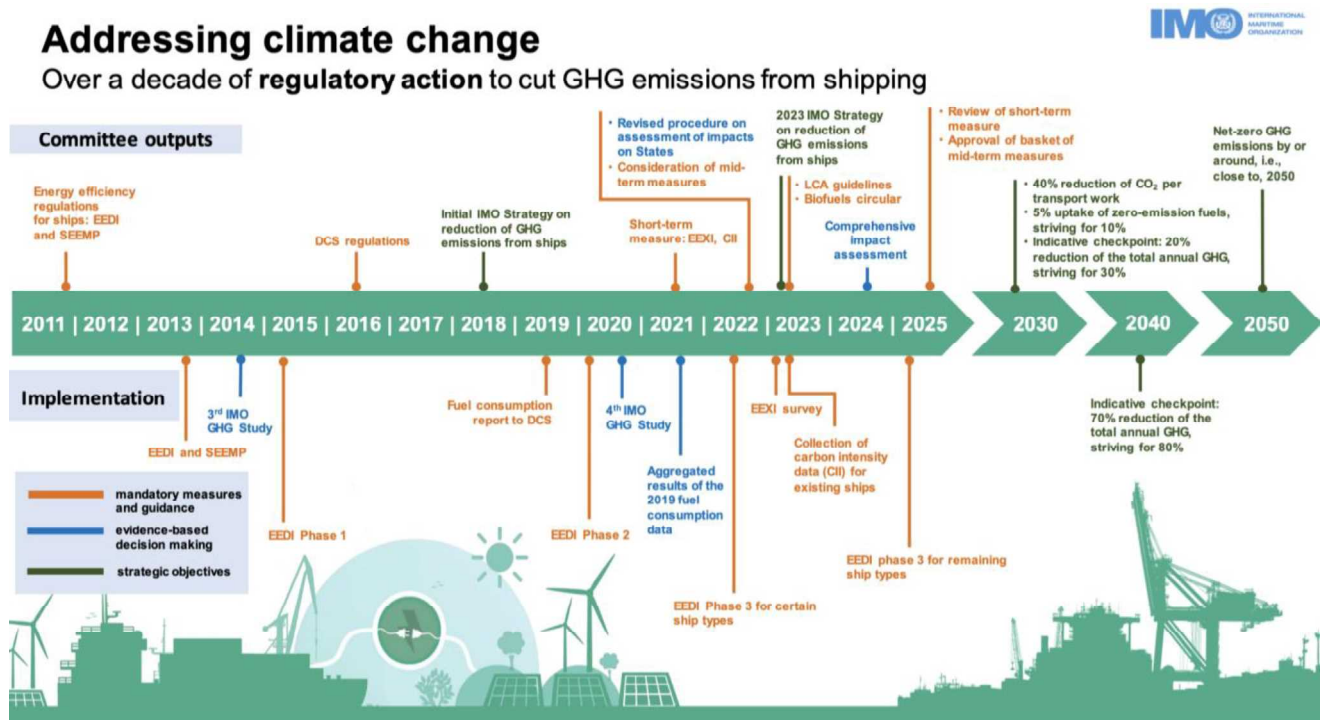 Addressing climate change
Over a decade of regulatory action to cut GHG emissions from shipping
IMO
INTERNATIONAL
MARITIME
ORGANIZATION
Committee outputs
Energy efficiency
regulations
for ships: EEDI
and SEEMP
DCS regulations
Initial IMO Strategy on
reduction of GHG
emissions from ships
• Revised procedure on
assessment of impacts
on States
• Consideration of mid-
term measures
Short-term
measure: EEXI, CII
2023 IMO Strategy
on reduction of
GHG emissions
from ships
• LCA guidelines
• Biofuels circular
Comprehensive
impact
assessment
• Review of short-term
measure
• Approval of basket of
mid-term measures
• 40% reduction of CO₂ per
transport work
• 5% uptake of zero-emission fuels,
striving for 10%
• Indicative checkpoint: 20%
reduction of the total annual GHG,
striving for 30%
Net-zero GHG
emissions by or
around, i.e.,
close to, 2050
2011 | 2012 | 2013 | 2014 | 2015 | 2016 | 2017 | 2018 | 2019 | 2020 | 2021 | 2022 | 2023 | 2024 | 2025
2030
2040
2050
Implementation
EEDI and SEEMP
3rd IMO
GHG Study
EEDI Phase 1
Fuel consumption
report to DCS
EEDI Phase 2
4th IMO
GHG Study
Aggregated
results of the
2019 fuel
consumption
data
EEDI Phase 3 for certain
ship types
EEXI survey
Collection of
carbon intensity
data (CII) for
existing ships
EEDI phase 3 for remaining
ship types
Indicative checkpoint:
70% reduction of the
total annual GHG,
striving for 80%
mandatory measures
and guidance
evidence-based
decision making
strategic objectives